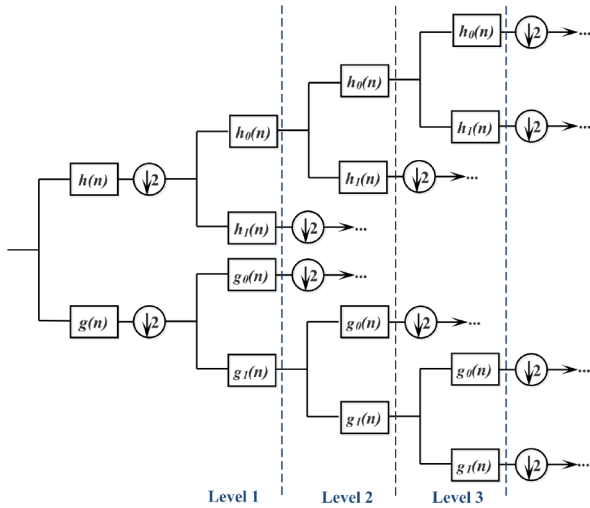 h₀(n) ↓2 ...
h₀(n)
h₀(n) h₁(n) ↓2 ...
h(n) ↓2 h₁(n) ↓2 ...
h₁(n) ↓2 ...
g₀(n) ↓2 ...
g(n) ↓2 g₀(n) ↓2 ...
g₁(n) g₀(n) ↓2 ...
g₁(n)
g₁(n) ↓2 ...
Level 1 Level 2 Level 3